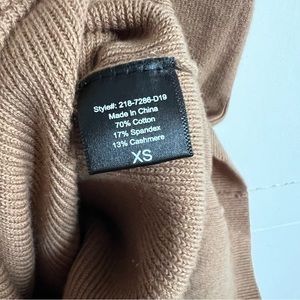 Style#: 218-7286-D19
Made In China
70% Cotton
17% Spandex
13% Cashmere
XS